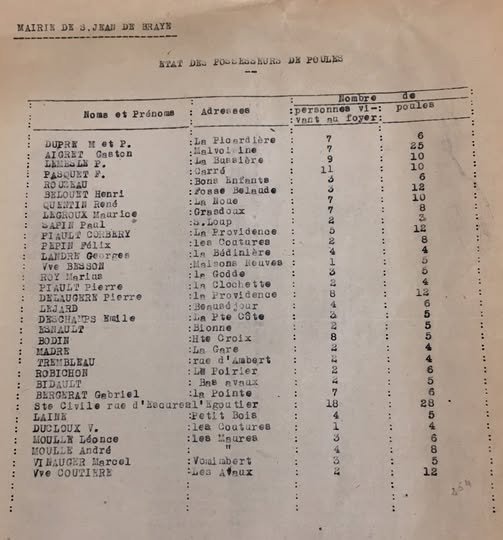 MAIRIE DE S.JEAN DE BRAYE
ETAT DES POSSESSEURS DE POULES
Nombre de
Noms et Prénoms : Adresses : personnes vi- : poules
vant au foyer:
DUPRE M et P. :La Picardière 7 6
AIGRET Gaston :Malvoisine 7 25
LEMESLE P. :La Bussière 9 10
PASQUET F. :Carré 11 10
ROUZEAU :Bons Enfants 3 6
BELOUET Henri :Fosse Belaude 3 12
QUENTIN René :La Noue 7 10
LEGROUX Maurice :Grasdoux 7 8
SAPIN Paul :S.Loup 2 3
PIAULT CORBERY :La Providence 5 12
PEPIN Félix :les Coutures 2 8
LANDRE Georges :la Bédinière 4 4
Vve BESSON :Maisons Neuves 1 5
ROY Marius :la Godde 3 5
PIAULT Pierre :la Clochette 2 4
DELAUGERE Pierre :la Providence 8 12
LEJARD :Beausdjour 4 6
DESCHAMPS Emile :La Pte Côte 3 5
ESNAULT :Bionne 2 5
BODIN :Hte Croix 8 5
MADRE :La Gare 2 4
TREMBLEAU :rue d'Ambert 2 4
ROBICHON :Le Poirier 2 6
BIDAULT : Bas avaux 2 5
BERGERAT Gabriel :la Pointe 7 6
Ste Civile rue d'Escures l'Egoutier 18 28
LAINE :Petit Bois 4 5
DUCLOUX V. :les Coutures 1 4
MOULLE Léonce :les Maures 3 6
MOULLE André : " 4 8
VINAUGER Marcel :Vomimbert 3 5
Vve COUTIERE :Les Avaux 2 12